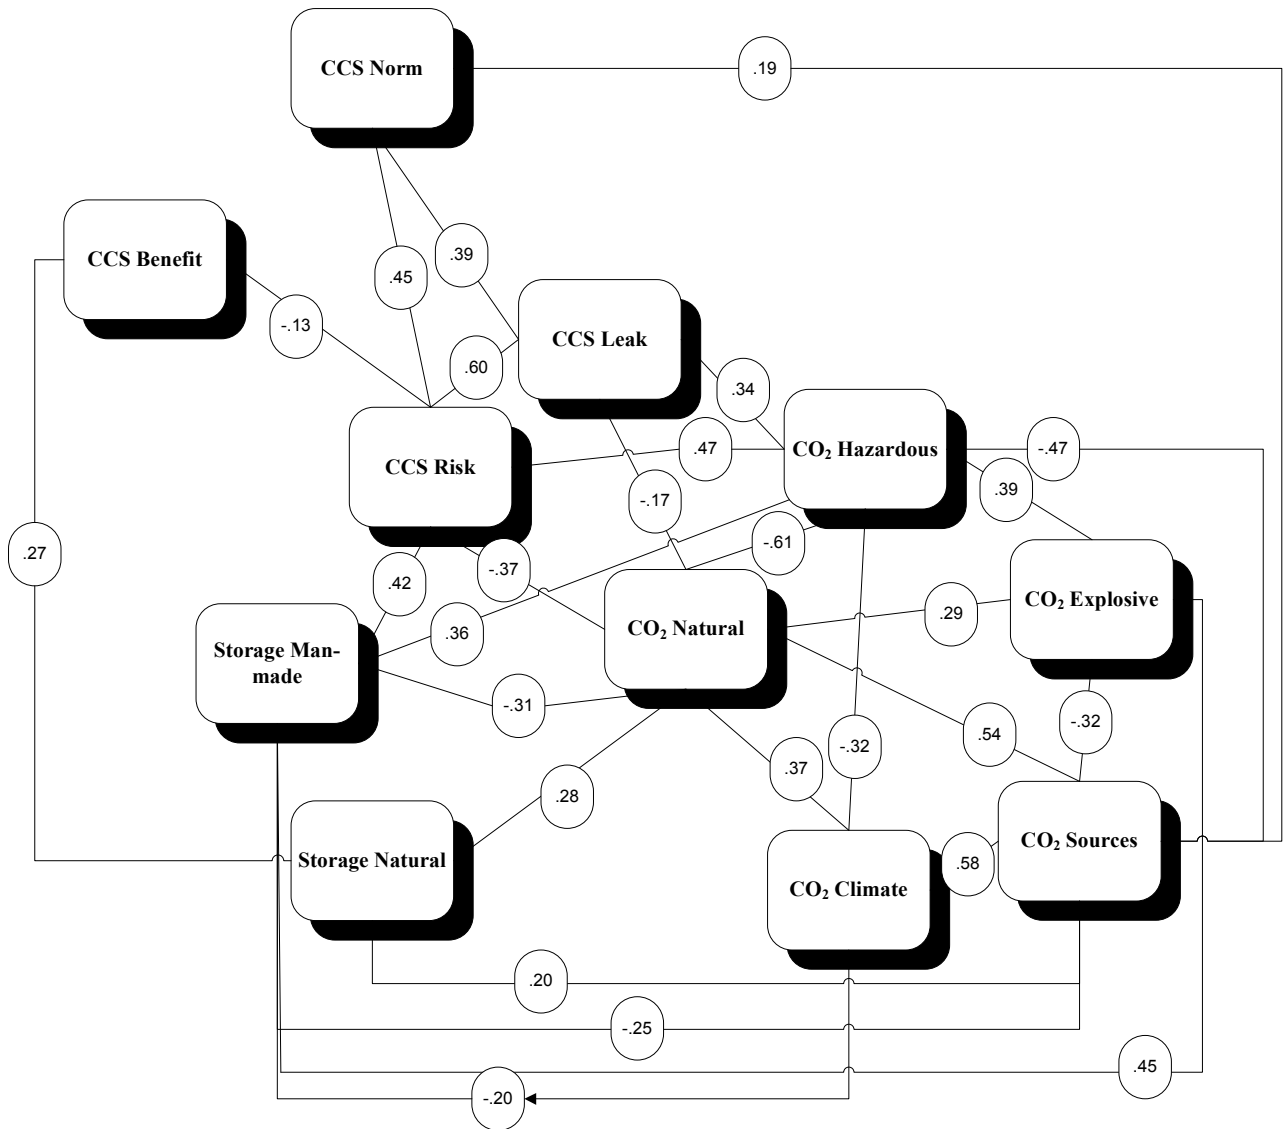 CCS Norm
.19
CCS Benefit
.39
.45
-.13
CCS Leak
.60
.34
CO₂ Hazardous
.47
-.47
CCS Risk
.39
-.17
-.61
.27
-.37
.42
CO₂ Explosive
.29
CO₂ Natural
.36
Storage Man-
made
-.31
-.32
.54
-.32
.37
.28
CO₂ Sources
Storage Natural
.58
CO₂ Climate
.20
-.25
.45
-.20